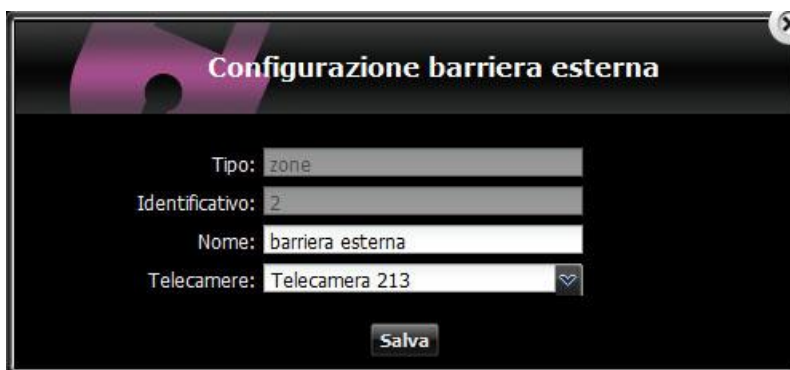 Configurazione barriera esterna
Tipo: zone
Identificativo: 2
Nome: barriera esterna
Telecamere: Telecamera 213
Salva